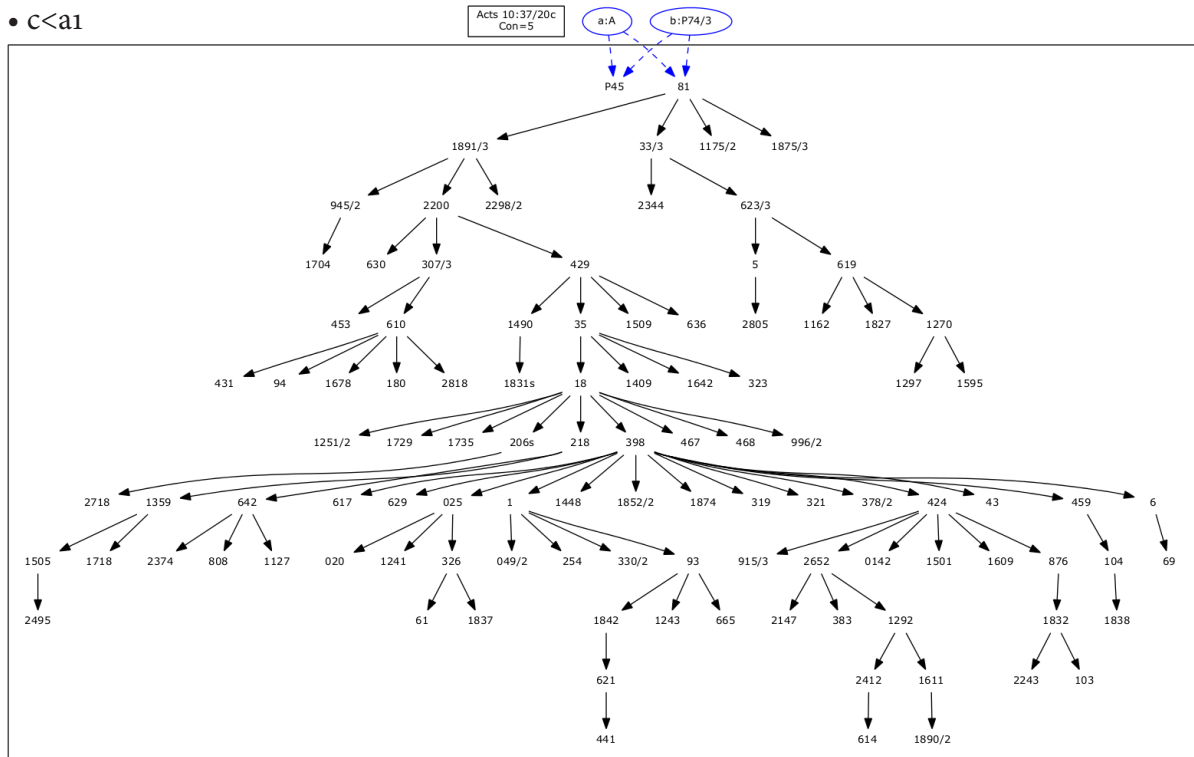 • c<a1
Acts 10:37/20c
Con=5
a:A
b:P74/3
P45 81
1891/3 33/3 1175/2 1875/3
945/2 2200 2298/2 2344 623/3
1704 630 307/3 429 5 619
453 610 1490 35 1509 636 2805 1162 1827 1270
431 94 1678 180 2818 1831s 18 1409 1642 323 1297 1595
1251/2 1729 1735 206s 218 398 467 468 996/2
2718 1359 642 617 629 025 1 1448 1852/2 1874 319 321 378/2 424 43 459 6
1505 1718 2374 808 1127 020 1241 326 049/2 254 330/2 93 915/3 2652 0142 1501 1609 876 104 69
2495 61 1837 1842 1243 665 2147 383 1292 1832 1838
621 2412 1611 2243 103
441 614 1890/2